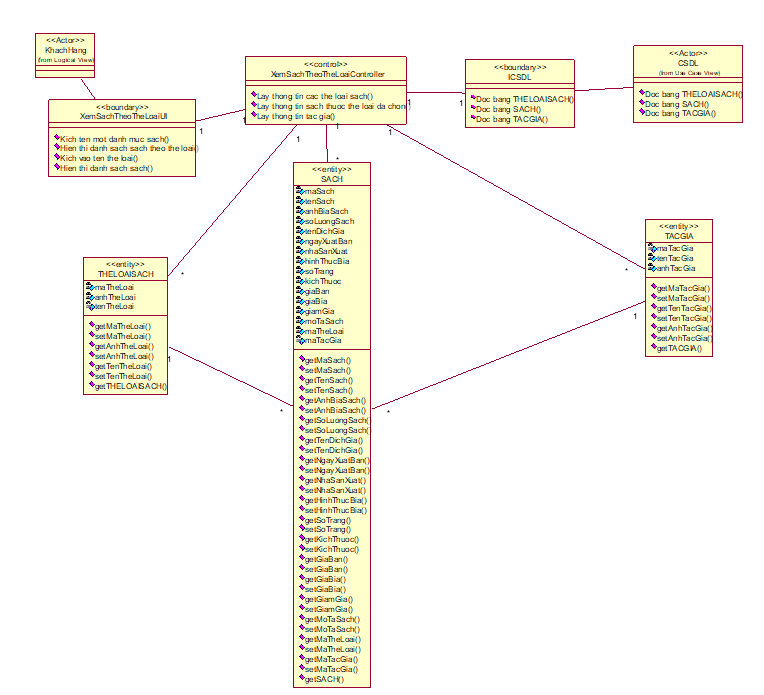 <<Actor>>
KhachHang
(from Logical View)
<<boundary>>
XemSachTheoTheLoaiUI
Kich ten mot danh muc sach()
Hien thi danh sach sach theo the loai()
Kich vao ten the loai()
Hien thi danh sach sach()
1
<<control>>
XemSachTheoTheLoaiController
Lay thong tin cac the loai sach()
Lay thong tin sach thuoc the loai da chon()
Lay thong tin tac gia()
1
1
1
1
1
<<boundary>>
ICSDL
Doc bang THELOAISACH()
Doc bang SACH()
Doc bang TACGIA()
<<Actor>>
CSDL
(from Use Case View)
Doc bang THELOAISACH()
Doc bang SACH()
Doc bang TACGIA()
*
<<entity>>
SACH
maSach
tenSach
anhBiaSach
soLuongSach
tenDichGia
ngayXuatBan
nhaSanXuat
hinhThucBia
soTrang
kichThuoc
giaBan
giaBia
giamGia
moTaSach
maTheLoai
maTacGia
getMaSach()
setMaSach()
getTenSach()
setTenSach()
getAnhBiaSach()
setAnhBiaSach()
getSoLuongSach()
setSoLuongSach()
getTenDichGia()
setTenDichGia()
getNgayXuatBan()
setNgayXuatBan()
getNhaSanXuat()
setNhaSanXuat()
getHinhThucBia()
setHinhThucBia()
getSoTrang()
setSoTrang()
getKichThuoc()
setKichThuoc()
getGiaBan()
setGiaBan()
getGiaBia()
setGiaBia()
getGiamGia()
setGiamGia()
getMoTaSach()
setMoTaSach()
getMaTheLoai()
setMaTheLoai()
getMaTacGia()
setMaTacGia()
getSACH()
*
<<entity>>
THELOAISACH
maTheLoai
anhTheLoai
tenTheLoai
getMaTheLoai()
setMaTheLoai()
getAnhTheLoai()
setAnhTheLoai()
getTenTheLoai()
setTenTheLoai()
getTHELOAISACH()
1
*
*
<<entity>>
TACGIA
maTacGia
tenTacGia
anhTacGia
getMaTacGia()
setMaTacGia()
getTenTacGia()
setTenTacGia()
getAnhTacGia()
setAnhTacGia()
getTACGIA()
*
1